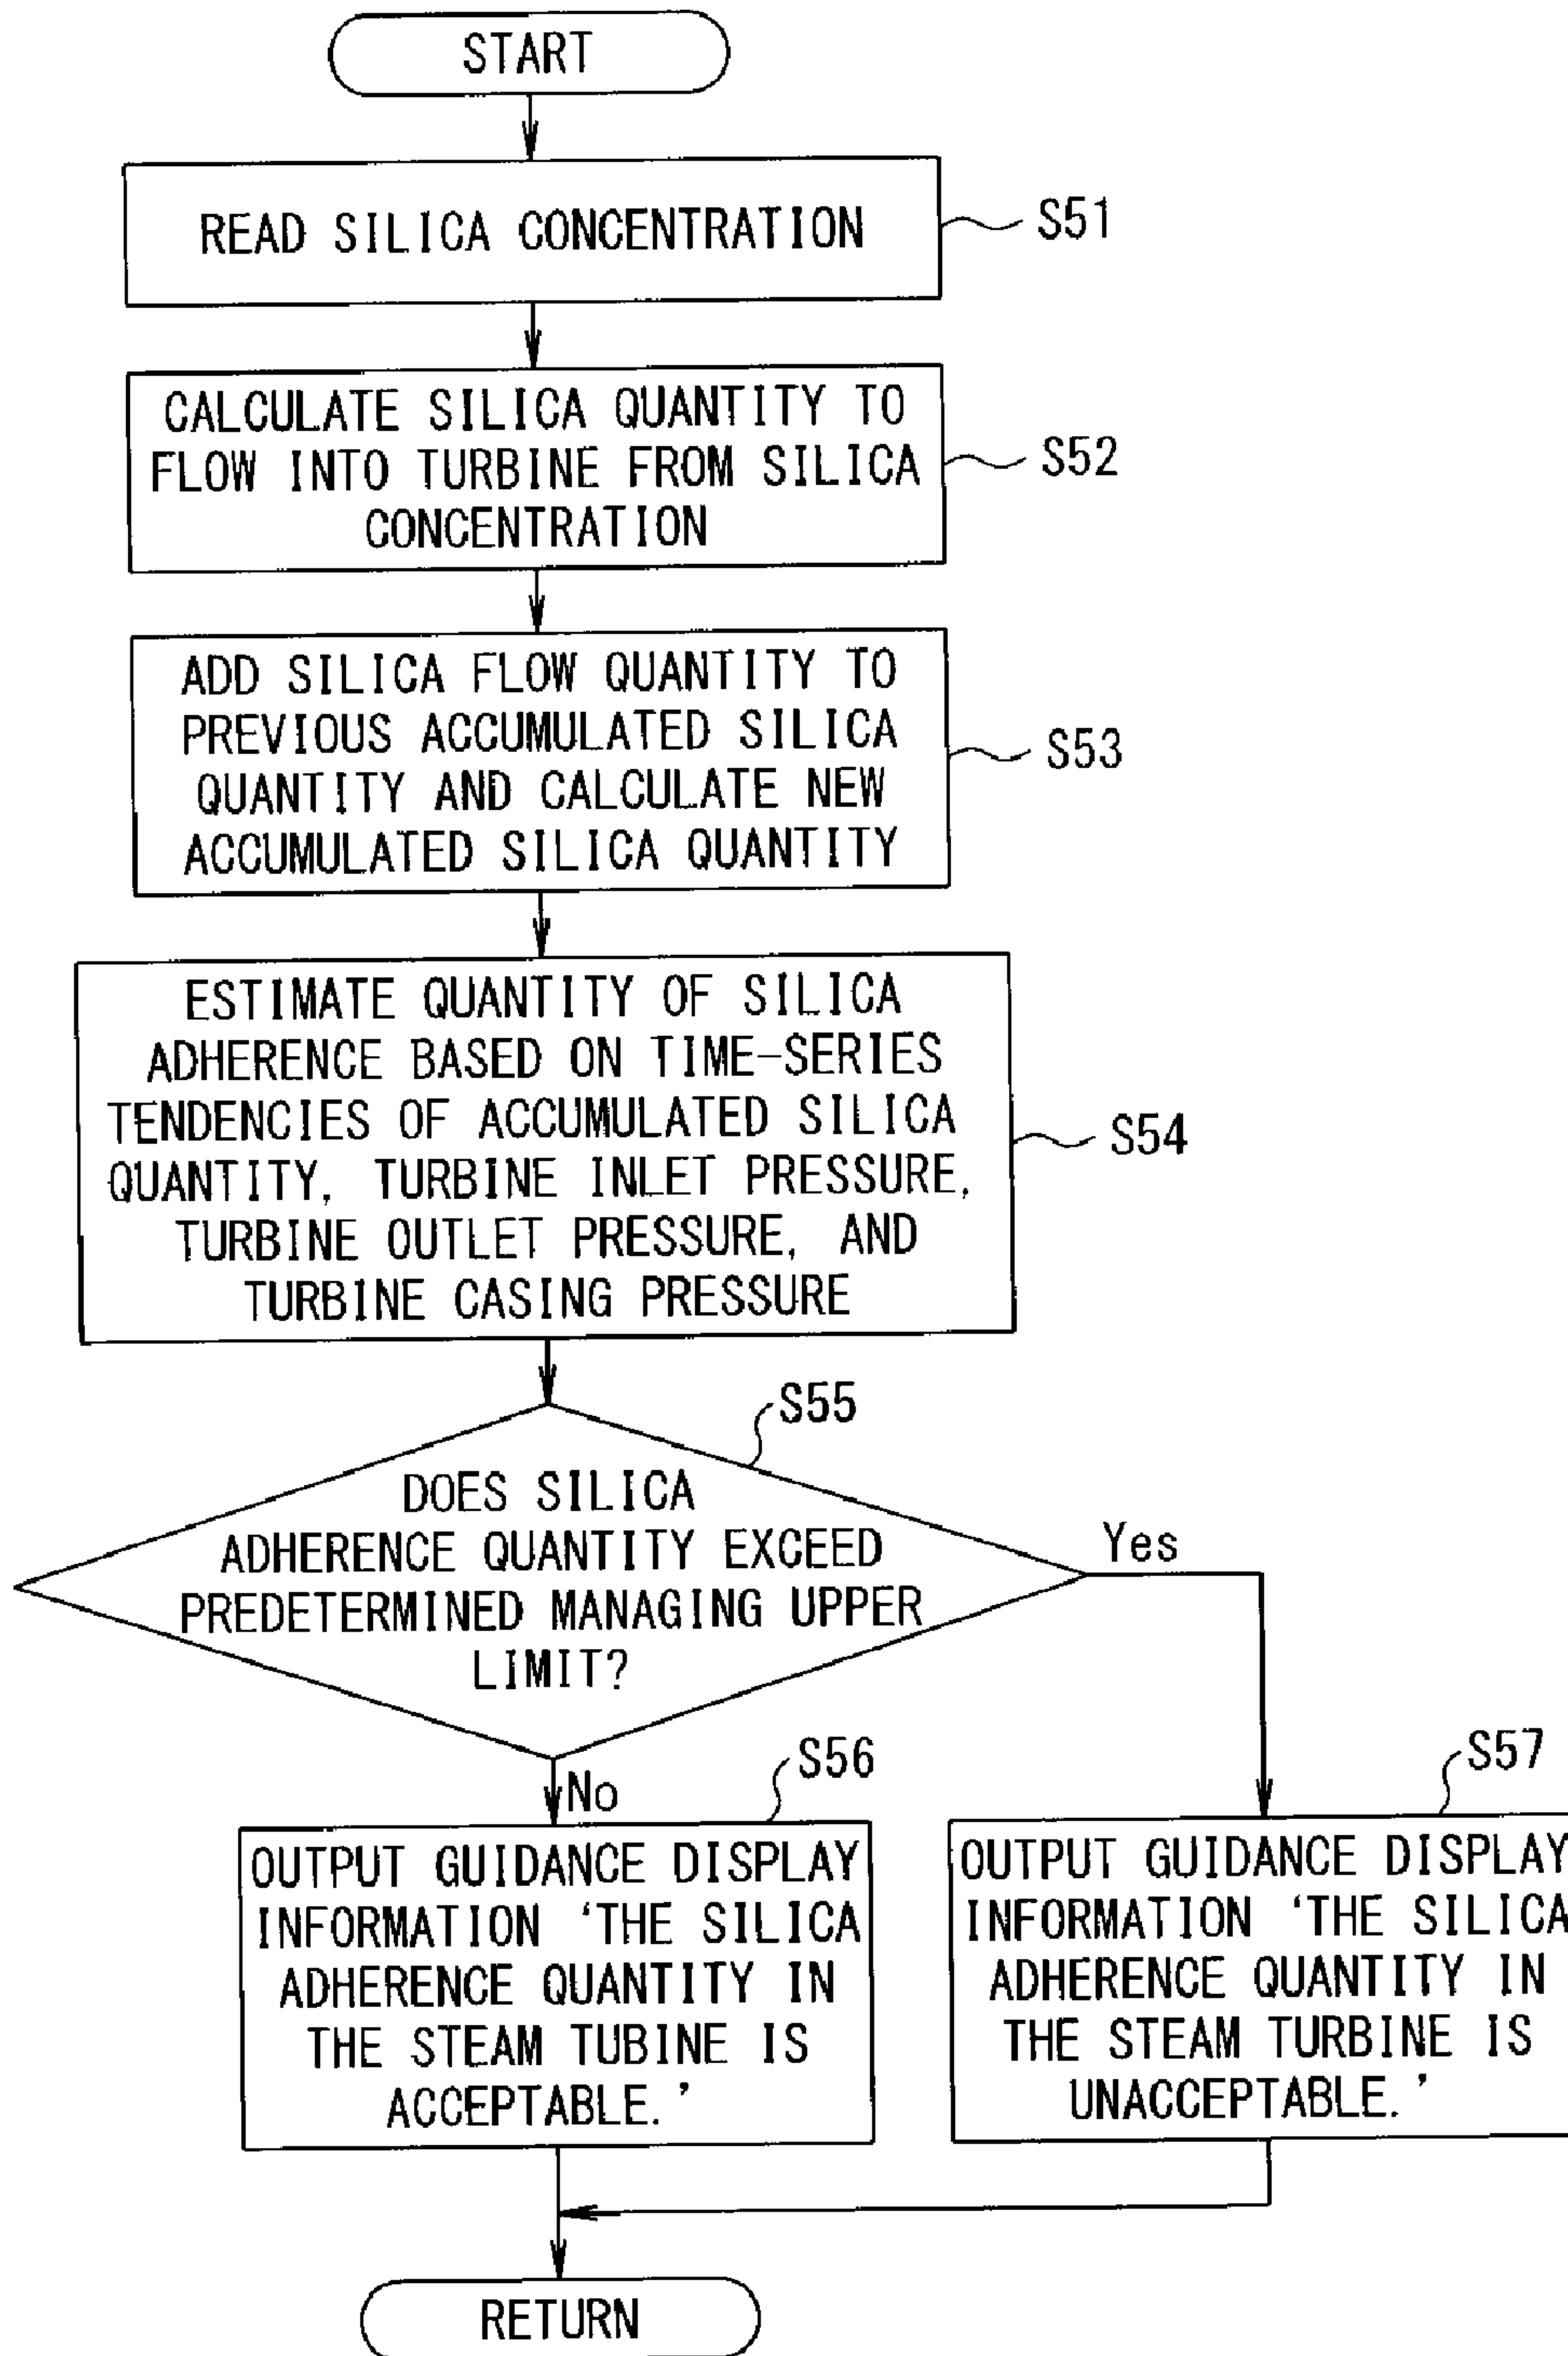 START
READ SILICA CONCENTRATION
S51
CALCULATE SILICA QUANTITY TO
FLOW INTO TURBINE FROM SILICA
CONCENTRATION
S52
ADD SILICA FLOW QUANTITY TO
PREVIOUS ACCUMULATED SILICA
QUANTITY AND CALCULATE NEW
ACCUMULATED SILICA QUANTITY
S53
ESTIMATE QUANTITY OF SILICA
ADHERENCE BASED ON TIME-SERIES
TENDENCIES OF ACCUMULATED SILICA
QUANTITY, TURBINE INLET PRESSURE,
TURBINE OUTLET PRESSURE, AND
TURBINE CASING PRESSURE
S54
S55
DOES SILICA
ADHERENCE QUANTITY EXCEED
PREDETERMINED MANAGING UPPER
LIMIT?
Yes
No
S56
OUTPUT GUIDANCE DISPLAY
INFORMATION ‘THE SILICA
ADHERENCE QUANTITY IN
THE STEAM TUBINE IS
ACCEPTABLE.’
S57
OUTPUT GUIDANCE DISPLAY
INFORMATION ‘THE SILICA
ADHERENCE QUANTITY IN
THE STEAM TURBINE IS
UNACCEPTABLE.’
RETURN